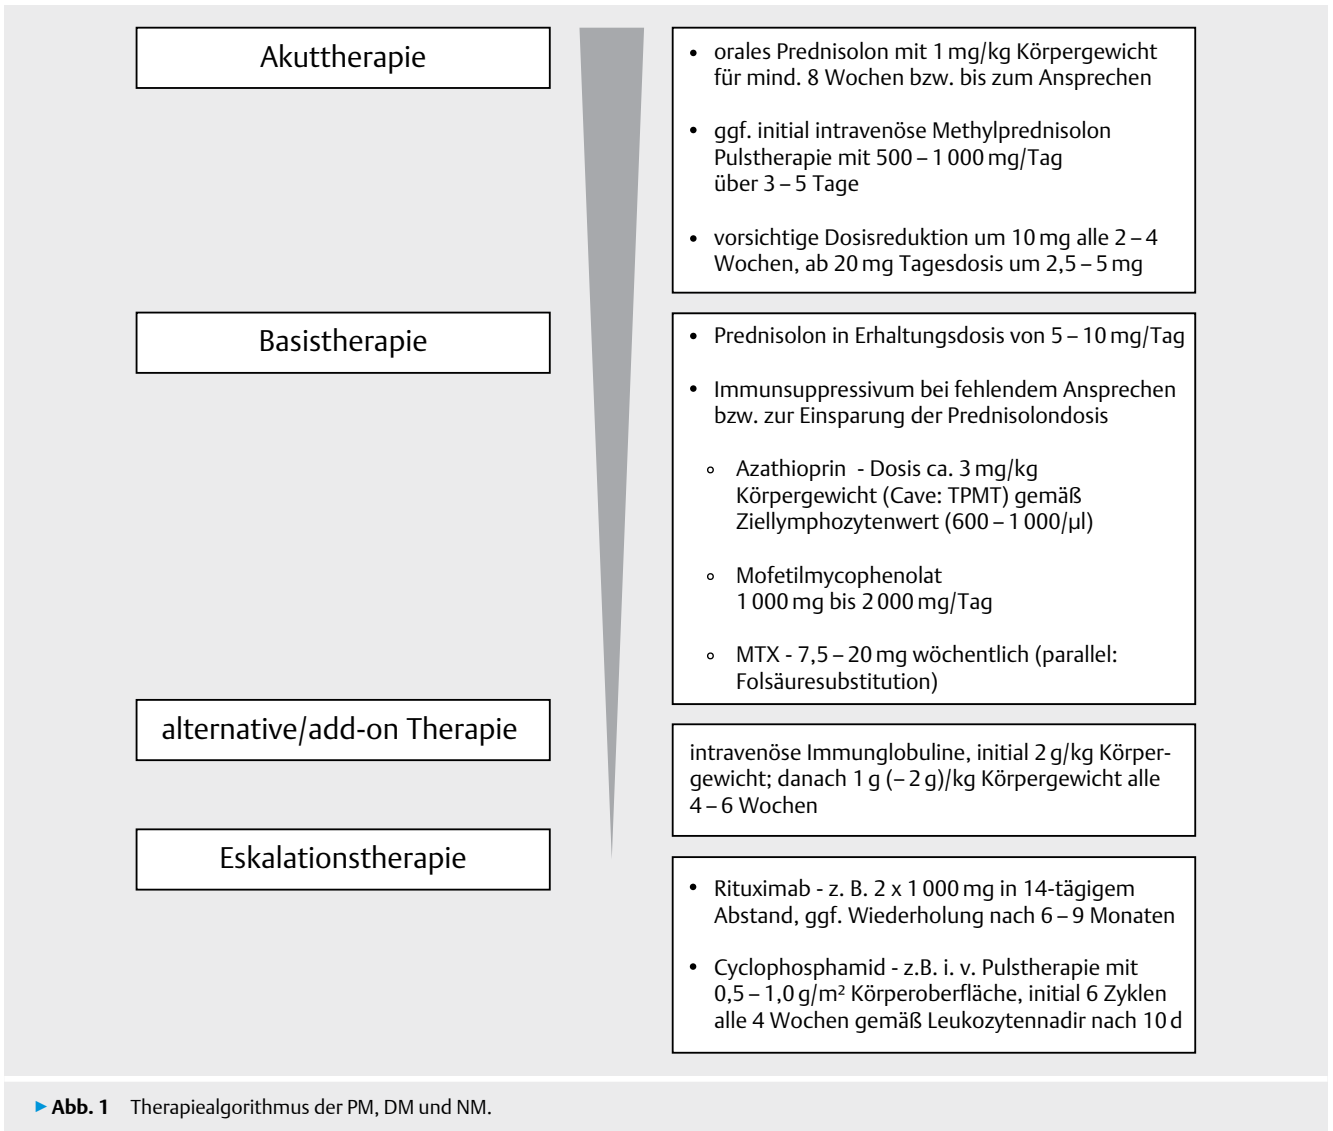 Akuttherapie
• orales Prednisolon mit 1 mg/kg Körpergewicht
für mind. 8 Wochen bzw. bis zum Ansprechen
• ggf. initial intravenöse Methylprednisolon
Pulstherapie mit 500 – 1 000 mg/Tag
über 3 – 5 Tage
• vorsichtige Dosisreduktion um 10 mg alle 2 – 4
Wochen, ab 20 mg Tagesdosis um 2,5 – 5 mg
Basistherapie
• Prednisolon in Erhaltungsdosis von 5 – 10 mg/Tag
• Immunsuppressivum bei fehlendem Ansprechen
bzw. zur Einsparung der Prednisolondosis
◦ Azathioprin - Dosis ca. 3 mg/kg
Körpergewicht (Cave: TPMT) gemäß
Ziellymphozytenwert (600 – 1 000/µl)
◦ Mofetilmycophenolat
1 000 mg bis 2 000 mg/Tag
◦ MTX - 7,5 – 20 mg wöchentlich (parallel:
Folsäuresubstitution)
alternative/add-on Therapie
intravenöse Immunglobuline, initial 2 g/kg Körper-
gewicht; danach 1 g (– 2 g)/kg Körpergewicht alle
4 – 6 Wochen
Eskalationstherapie
• Rituximab - z. B. 2 x 1 000 mg in 14-tägigem
Abstand, ggf. Wiederholung nach 6 – 9 Monaten
• Cyclophosphamid - z.B. i. v. Pulstherapie mit
0,5 – 1,0 g/m² Körperoberfläche, initial 6 Zyklen
alle 4 Wochen gemäß Leukozytennadir nach 10 d
▶ Abb. 1 Therapiealgorithmus der PM, DM und NM.